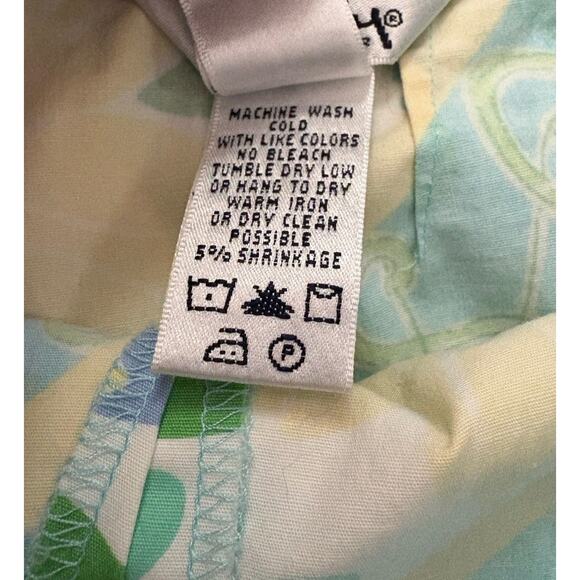 H®
MACHINE WASH
COLD
WITH LIKE COLORS
NO BLEACH
TUMBLE DRY LOW
OR HANG TO DRY
WARM IRON
OR DRY CLEAN
POSSIBLE
5% SHRINKAGE
P